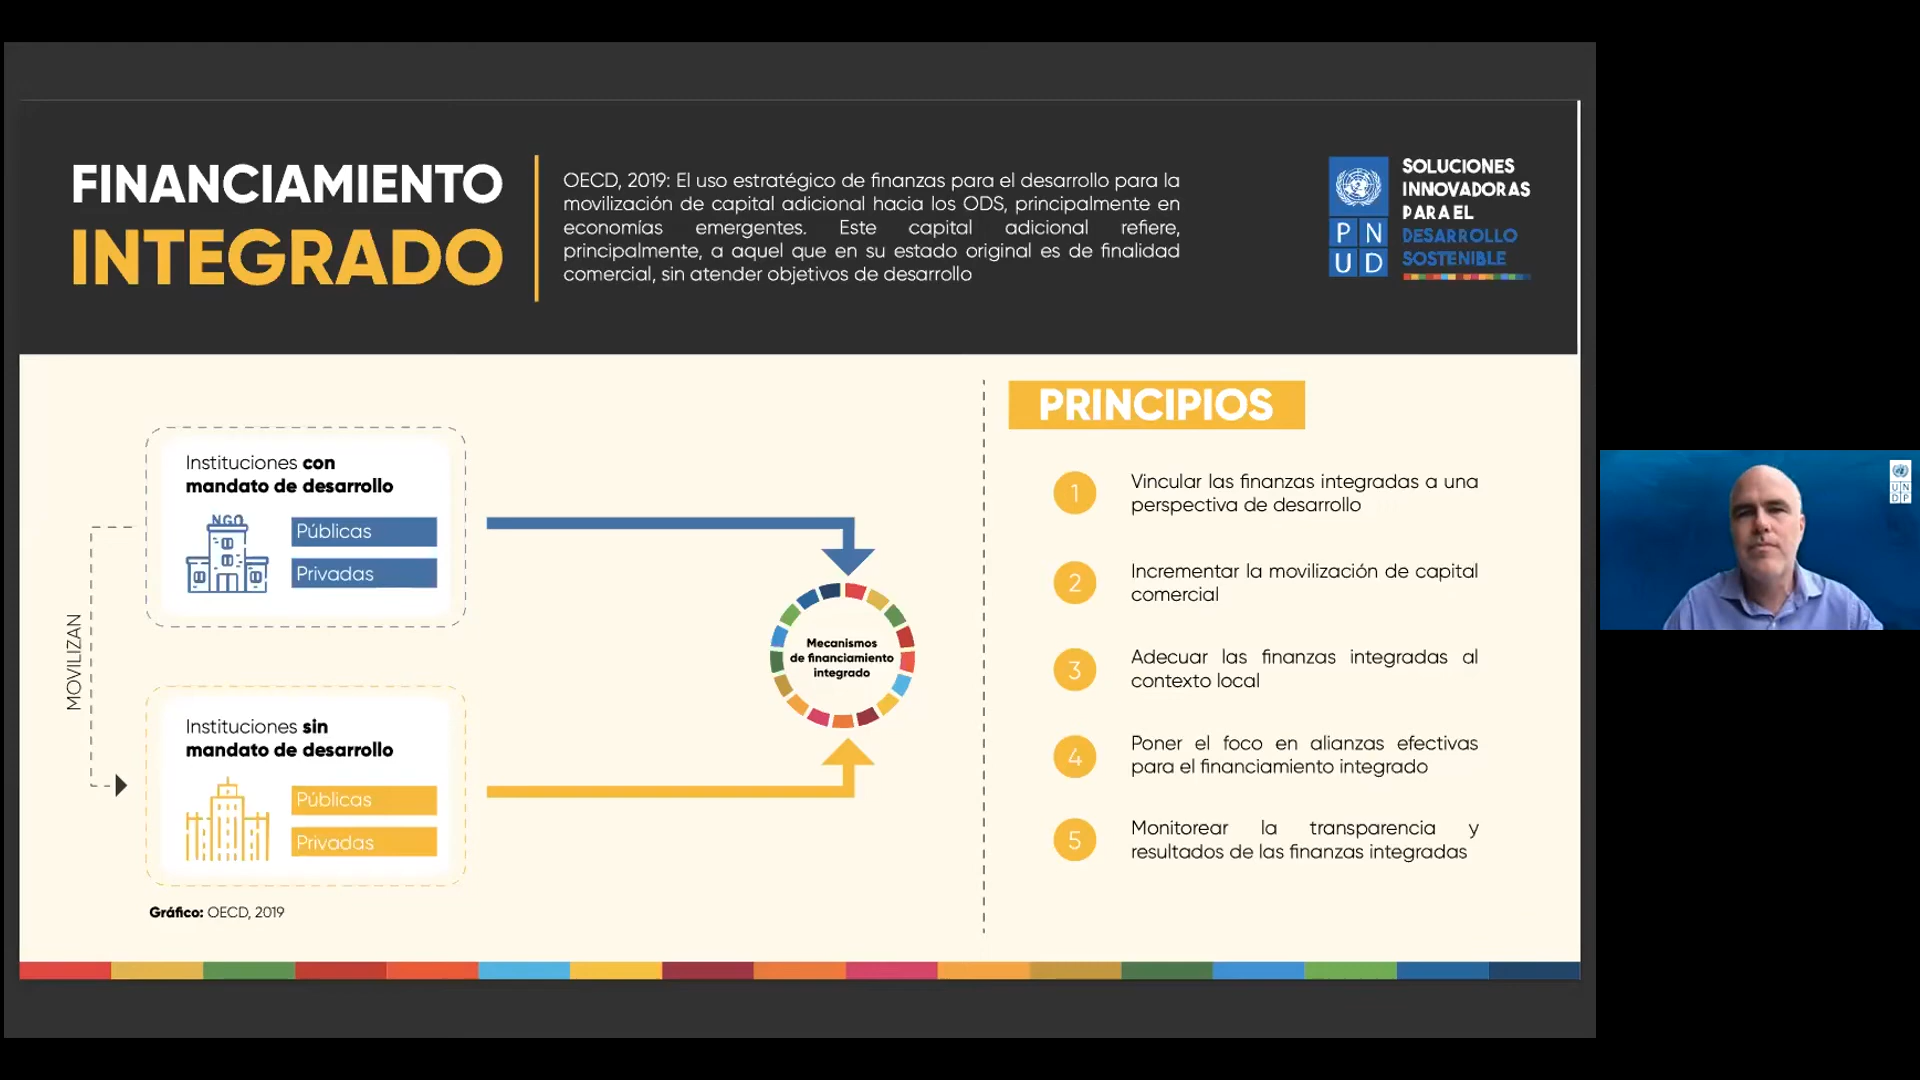 FINANCIAMIENTO
INTEGRADO
OECD, 2019: El uso estratégico de finanzas para el desarrollo para la
movilización de capital adicional hacia los ODS, principalmente en
economías emergentes. Este capital adicional refiere,
principalmente, a aquel que en su estado original es de finalidad
comercial, sin atender objetivos de desarrollo
P N
U D
SOLUCIONES
INNOVADORAS
PARA EL
DESARROLLO
SOSTENIBLE
MOVILIZAN
Instituciones con
mandato de desarrollo
NGO
Públicas
Privadas
Instituciones sin
mandato de desarrollo
Públicas
Privadas
Gráfico: OECD, 2019
Mecanismos
de financiamiento
integrado
PRINCIPIOS
1
Vincular las finanzas integradas a una
perspectiva de desarrollo
2
Incrementar la movilización de capital
comercial
3
Adecuar las finanzas integradas al
contexto local
4
Poner el foco en alianzas efectivas
para el financiamiento integrado
5
Monitorear la transparencia y
resultados de las finanzas integradas
U N
D P